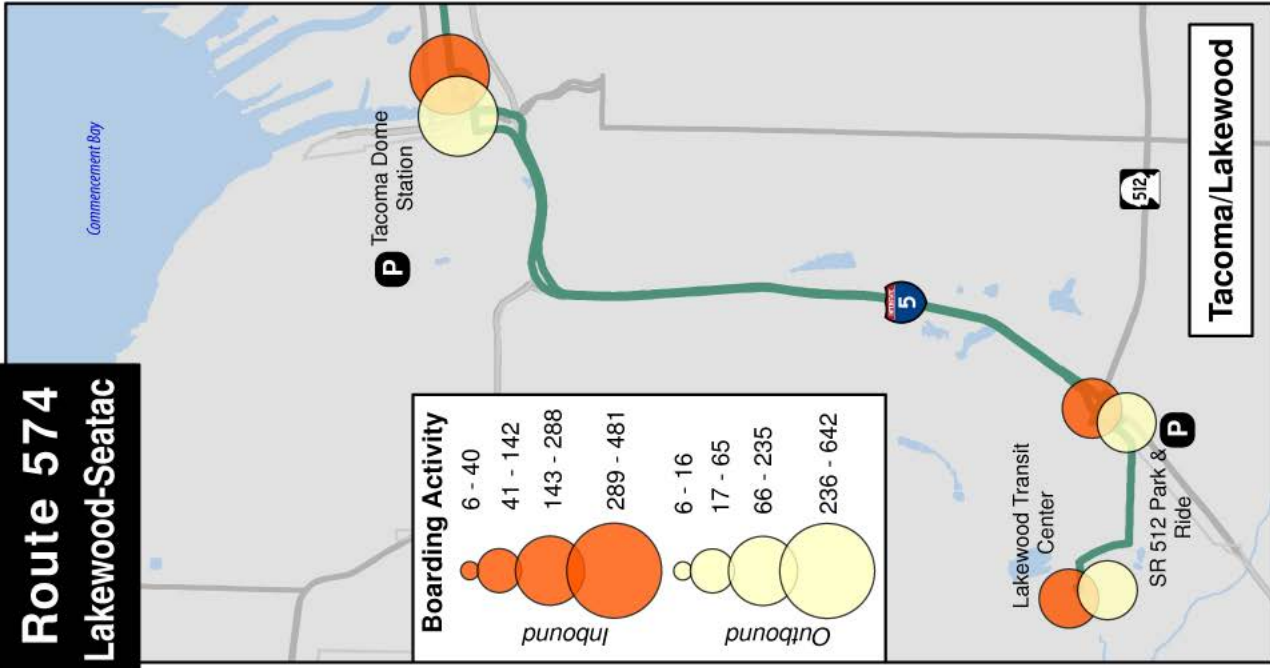 Route 574
Lakewood-Seatac
Commencement Bay
Tacoma Dome
Station
P
5
512
Tacoma/Lakewood
Boarding Activity
Inbound
6 - 40
41 - 142
143 - 288
289 - 481
Outbound
6 - 16
17 - 65
66 - 235
236 - 642
Lakewood Transit
Center
SR 512 Park &
Ride
P